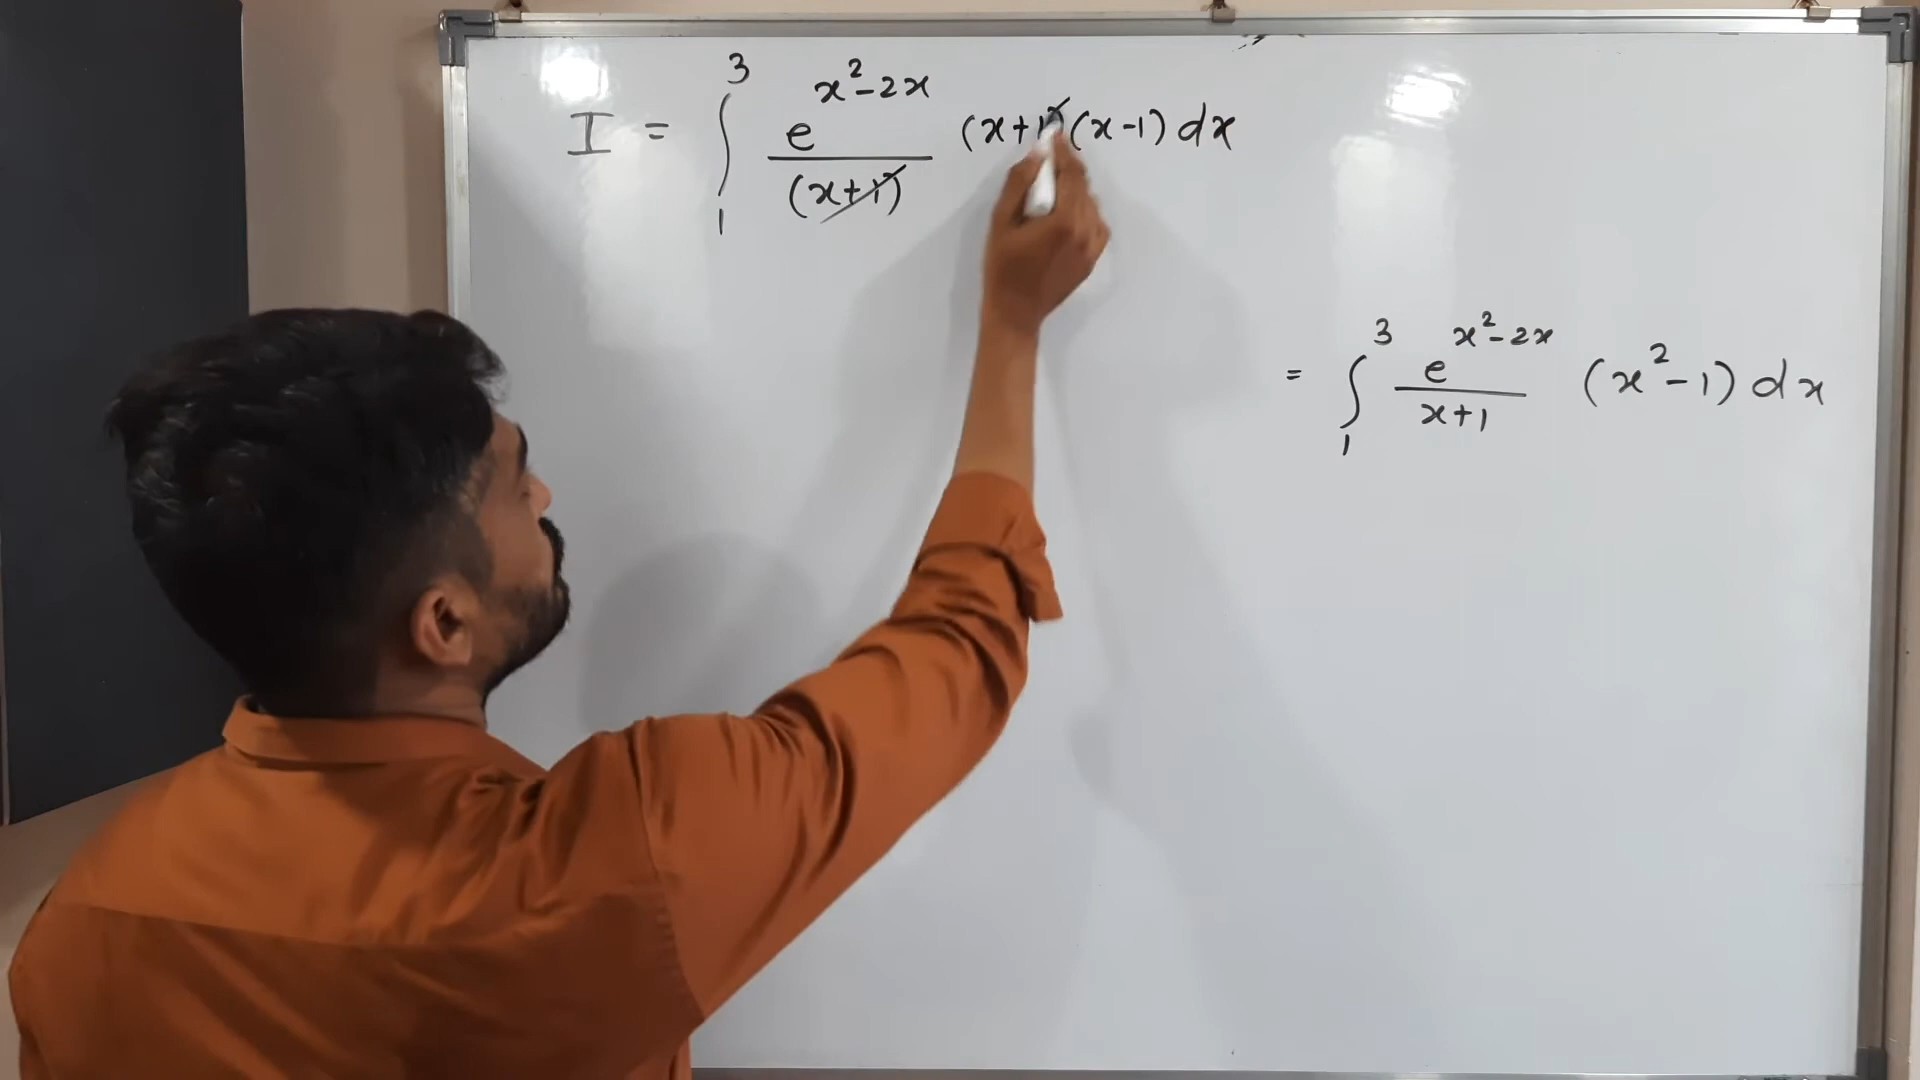 I = ∫₁³ e^(x²-2x)/(x+1) (x+1)(x-1) dx
= ∫₁³ e^(x²-2x)/(x+1) (x²-1) dx